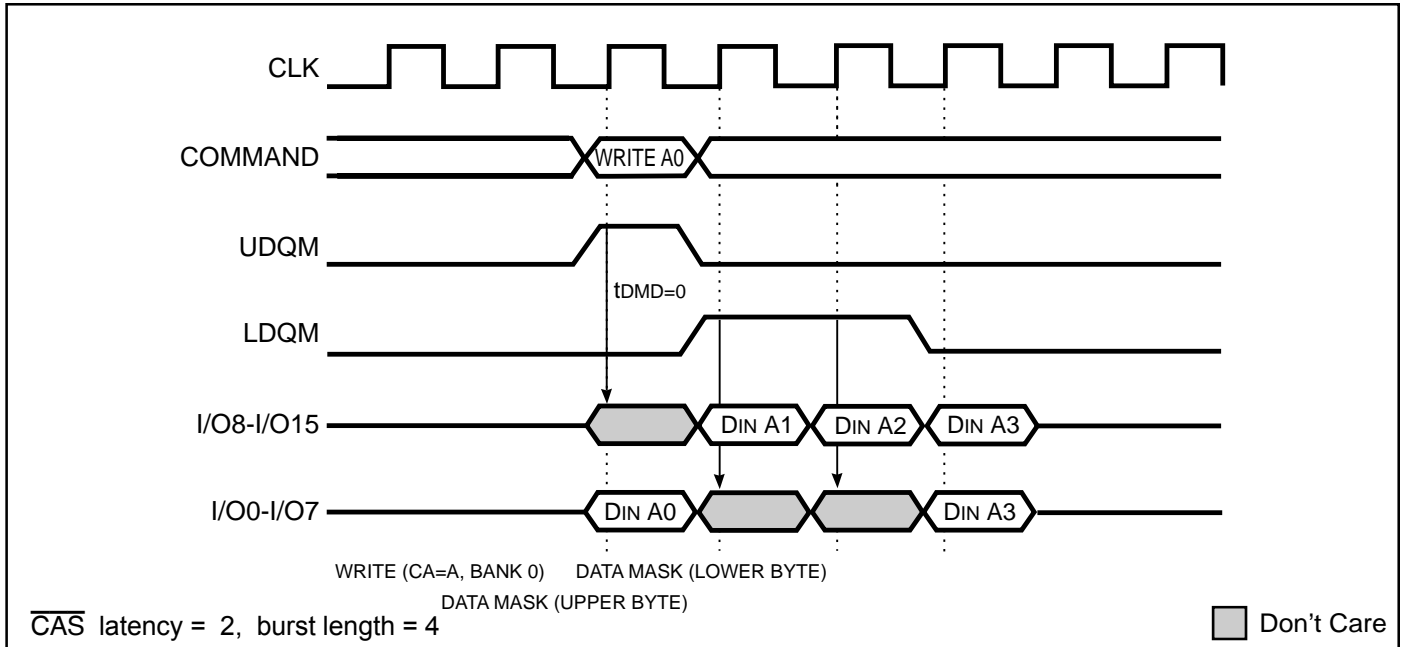 CLK
COMMAND WRITE A0
UDQM
tDMD=0
LDQM
I/O8-I/O15 DIN A1 DIN A2 DIN A3
I/O0-I/O7 DIN A0 DIN A3
WRITE (CA=A, BANK 0) DATA MASK (LOWER BYTE)
DATA MASK (UPPER BYTE)
CAS latency = 2, burst length = 4 Don't Care